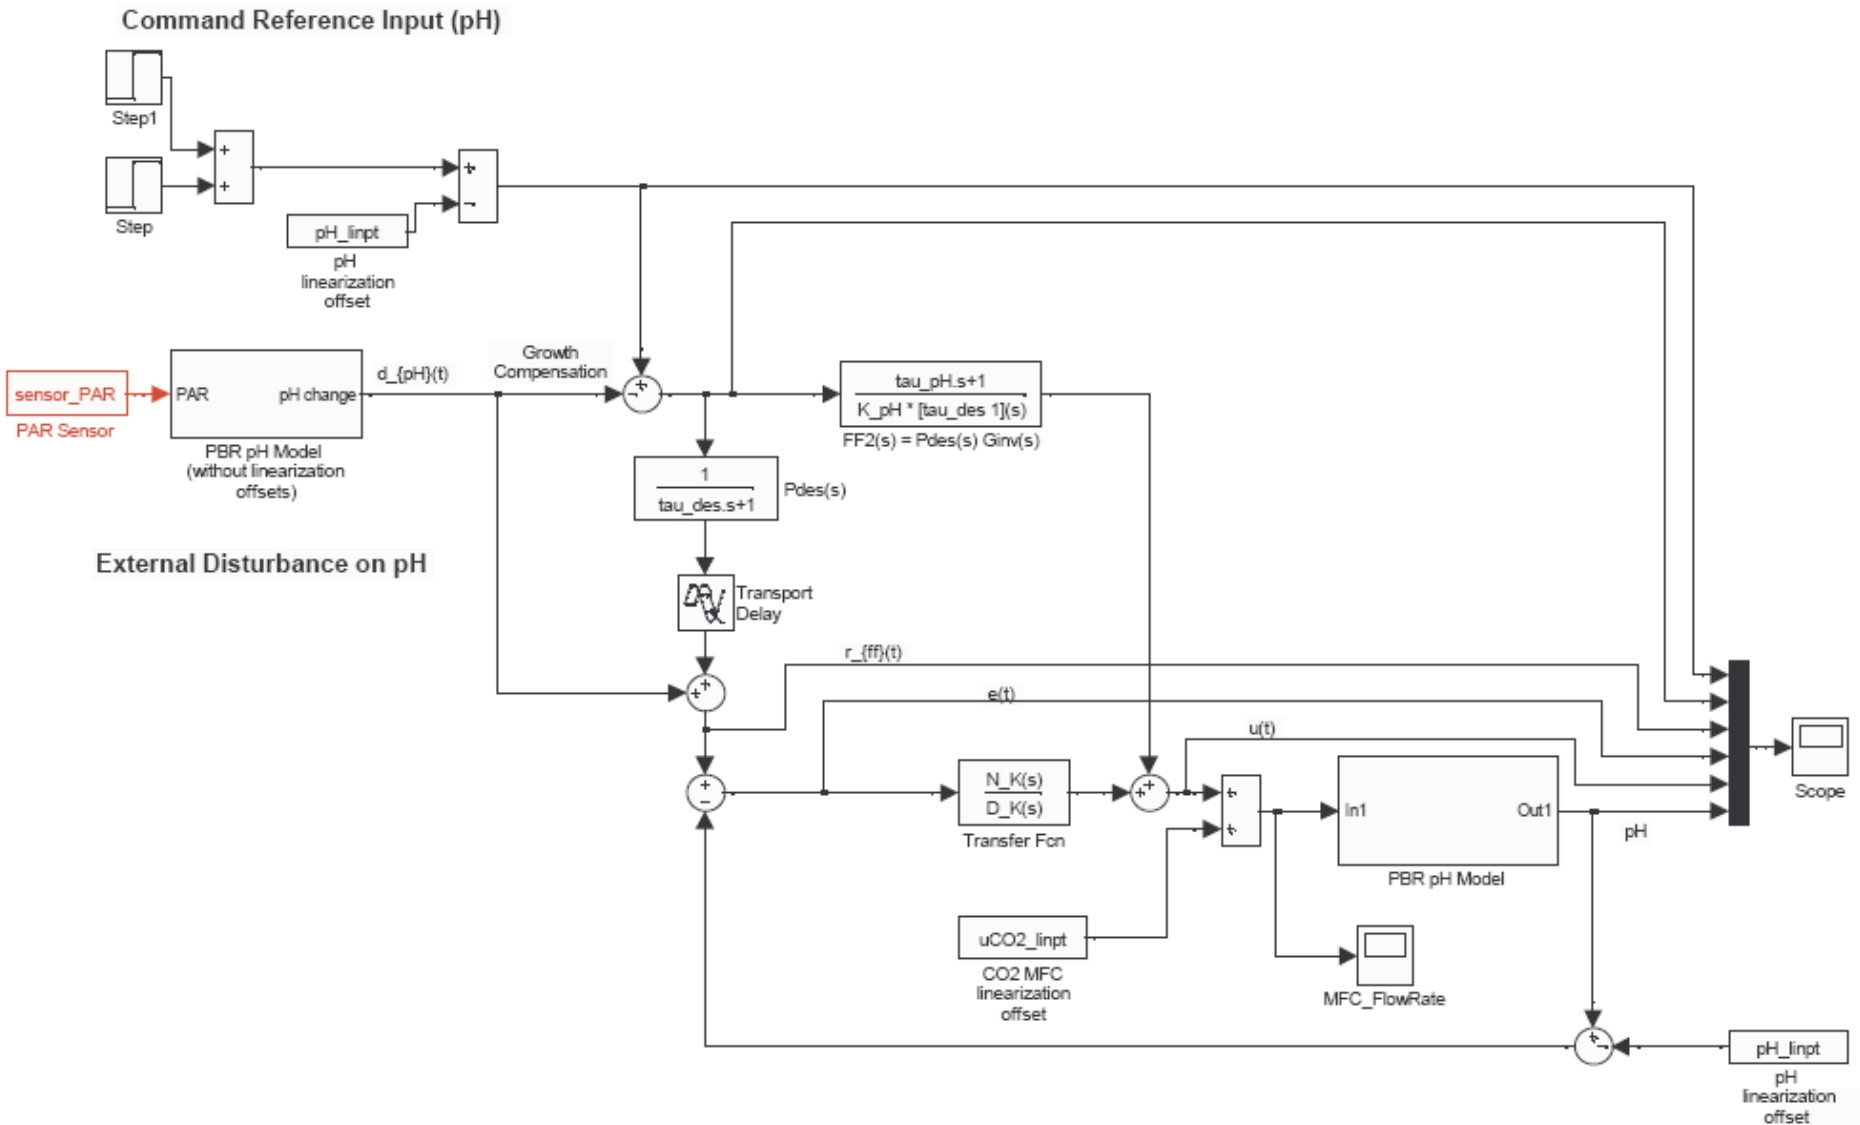 Command Reference Input (pH)
Step1
+
+
Step
+
-
pH_linpt
pH
linearization
offset
sensor_PAR
PAR Sensor
PAR
pH change
PBR pH Model
(without linearization
offsets)
d_{pH}(t)
Growth
Compensation
+
-
tau_pH.s+1
K_pH * [tau_des 1](s)
FF2(s) = Pdes(s) Ginv(s)
1
tau_des.s+1
Pdes(s)
External Disturbance on pH
Transport
Delay
+
+
r_{ff}(t)
e(t)
u(t)
+
-
N_K(s)
D_K(s)
Transfer Fcn
+
+
+
+
In1
Out1
PBR pH Model
pH
Scope
uCO2_linpt
CO2 MFC
linearization
offset
MFC_FlowRate
+
-
pH_linpt
pH
linearization
offset